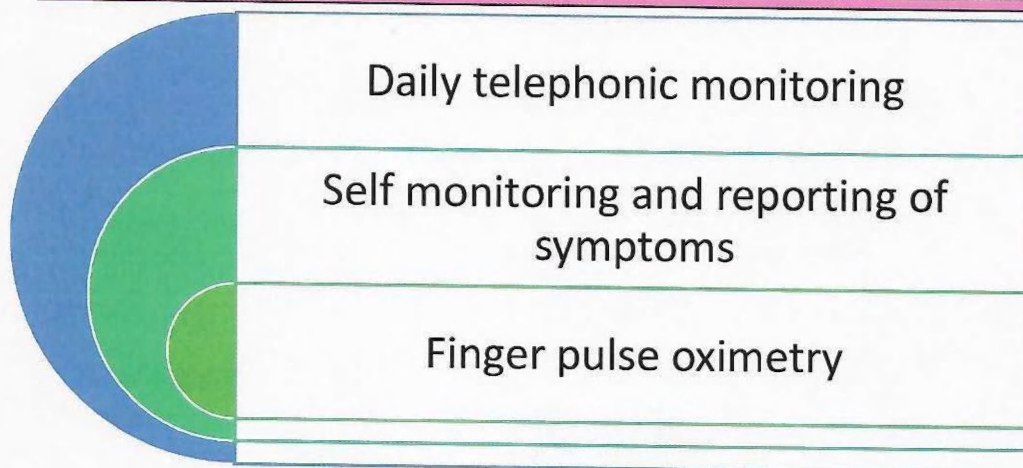 Daily telephonic monitoring
Self monitoring and reporting of
symptoms
Finger pulse oximetry